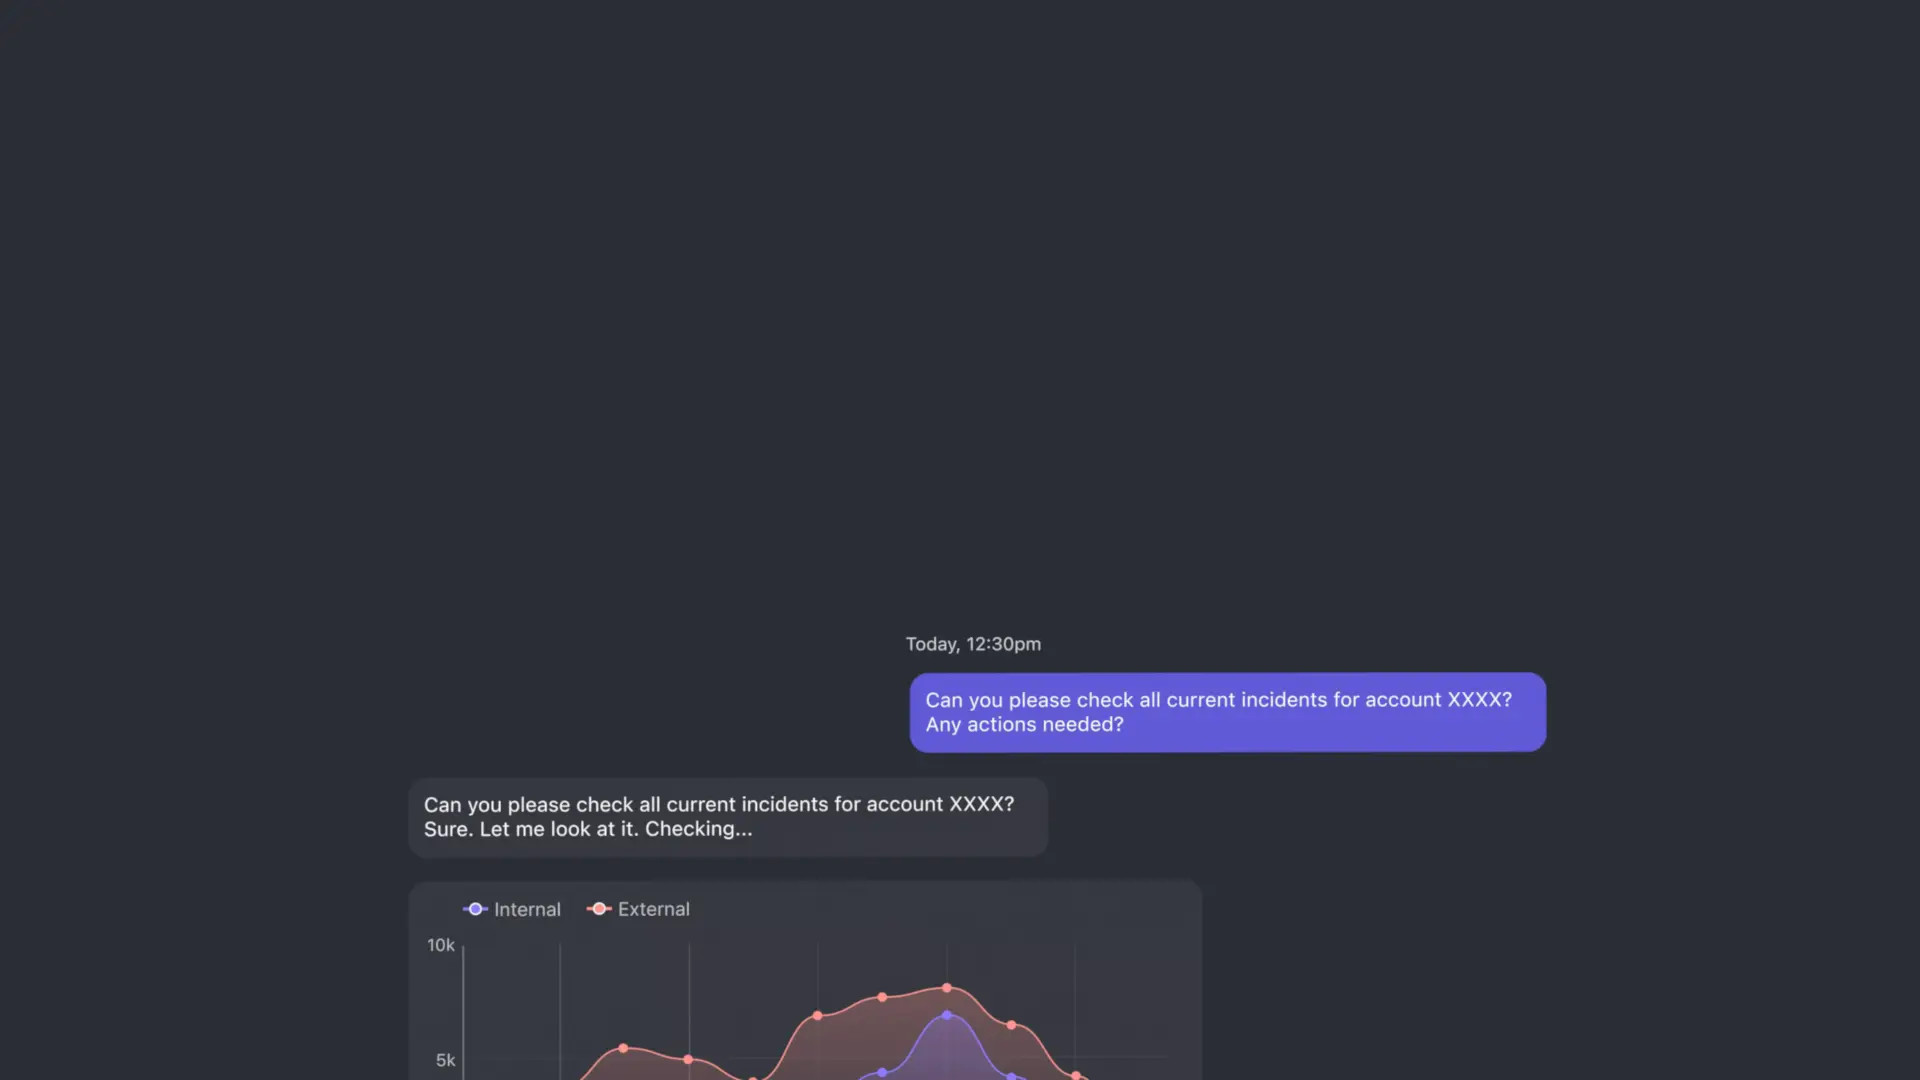 Today, 12:30pm
Can you please check all current incidents for account XXXX?
Any actions needed?
Can you please check all current incidents for account XXXX?
Sure. Let me look at it. Checking...
Internal External
10k
5k